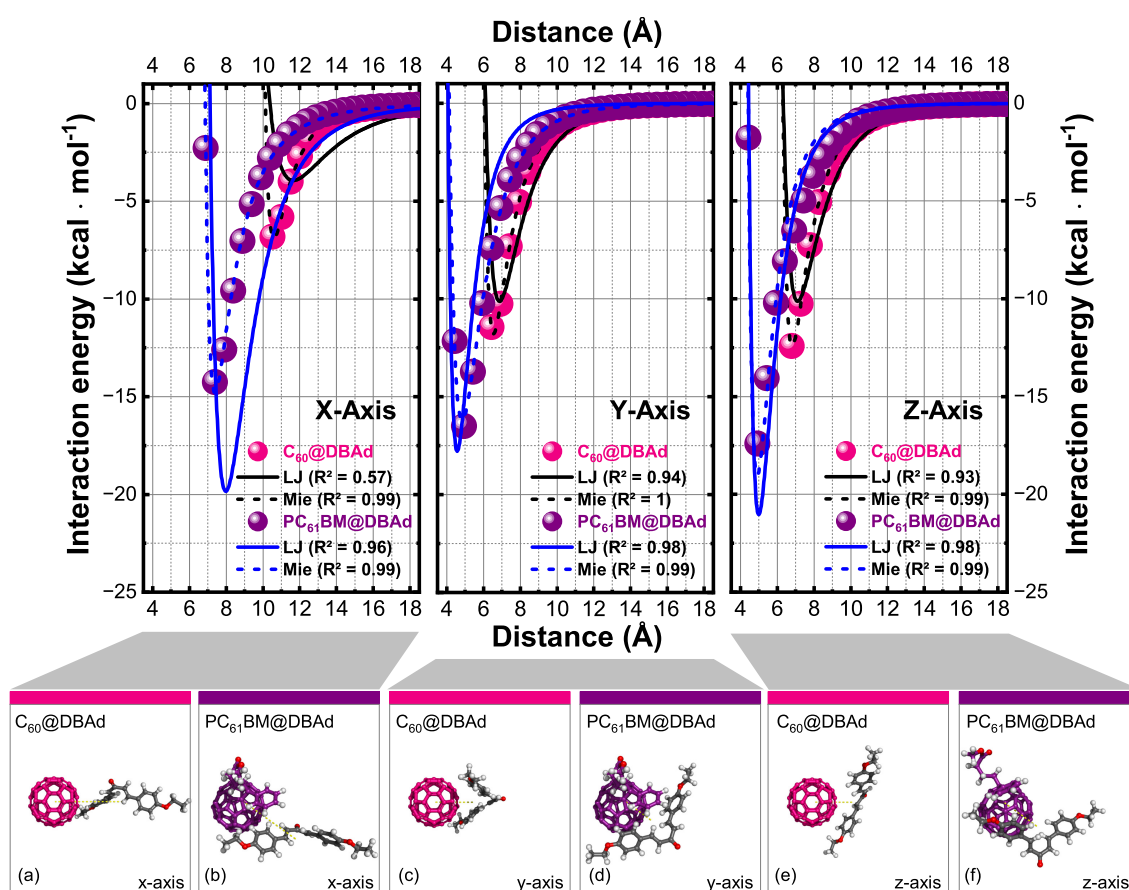 Distance (Å)
4 6 8 10 12 14 16 18 4 6 8 10 12 14 16 18 4 6 8 10 12 14 16 18
Interaction energy (kcal · mol⁻¹)
0
−5
−10
−15
−20
−25
X-Axis
C₆₀@DBAd
LJ (R² = 0.57)
Mie (R² = 0.99)
PC₆₁BM@DBAd
LJ (R² = 0.96)
Mie (R² = 0.99)
Y-Axis
C₆₀@DBAd
LJ (R² = 0.94)
Mie (R² = 1)
PC₆₁BM@DBAd
LJ (R² = 0.98)
Mie (R² = 0.99)
Z-Axis
C₆₀@DBAd
LJ (R² = 0.93)
Mie (R² = 0.99)
PC₆₁BM@DBAd
LJ (R² = 0.98)
Mie (R² = 0.99)
0
−5
−10
−15
−20
−25
Interaction energy (kcal · mol⁻¹)
4 6 8 10 12 14 16 18 4 6 8 10 12 14 16 18 4 6 8 10 12 14 16 18
Distance (Å)
C₆₀@DBAd
(a)
x-axis
PC₆₁BM@DBAd
(b)
x-axis
C₆₀@DBAd
(c)
y-axis
PC₆₁BM@DBAd
(d)
y-axis
C₆₀@DBAd
(e)
z-axis
PC₆₁BM@DBAd
(f)
z-axis